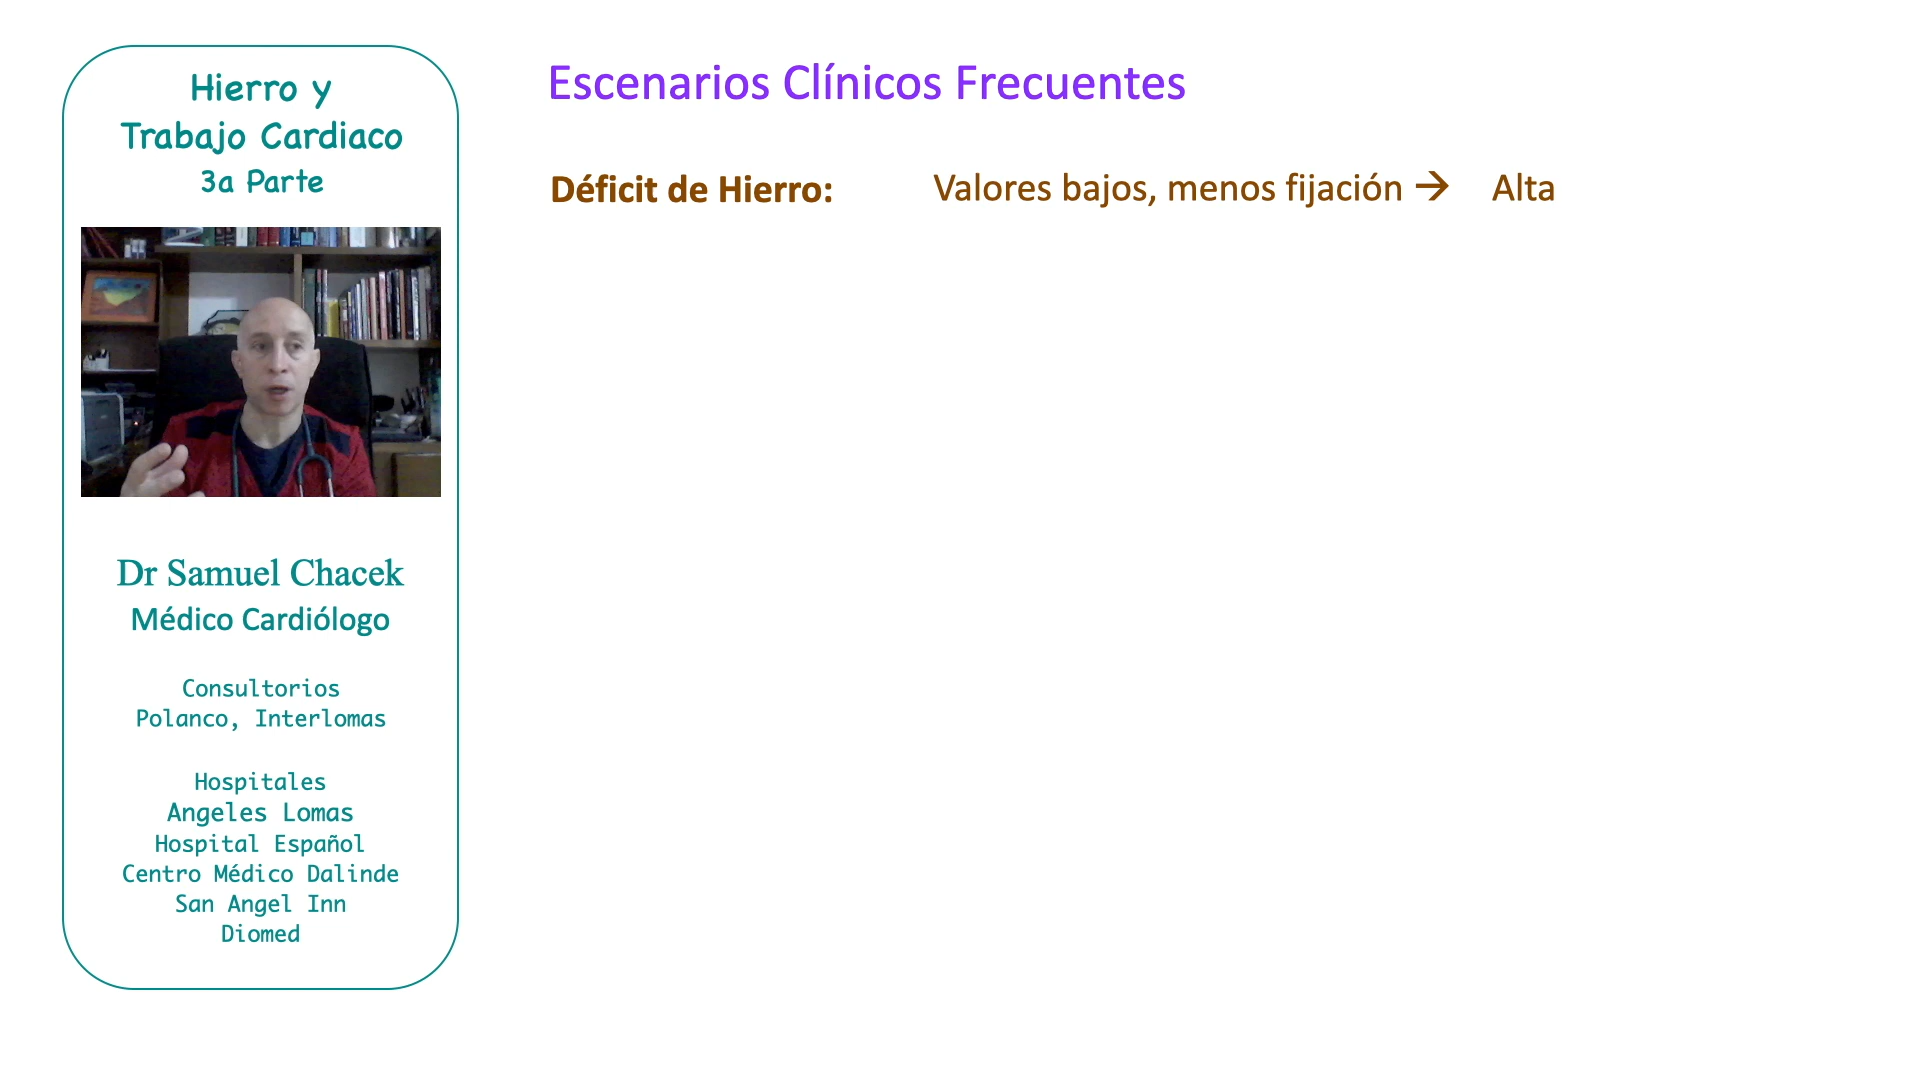 Hierro y
Trabajo Cardiaco
3a Parte
Dr Samuel Chacek
Médico Cardiólogo
Consultorios
Polanco, Interlomas
Hospitales
Angeles Lomas
Hospital Español
Centro Médico Dalinde
San Angel Inn
Diomed
Escenarios Clínicos Frecuentes
Déficit de Hierro: Valores bajos, menos fijación → Alta